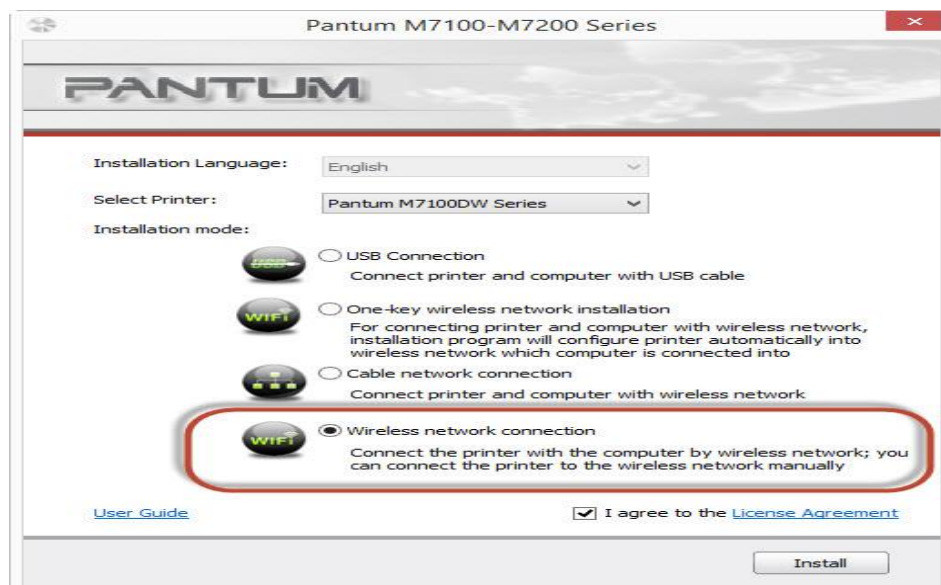 Pantum M7100-M7200 Series
PANTUM
Installation Language:
English
Select Printer:
Pantum M7100DW Series
Installation mode:
USB
USB Connection
Connect printer and computer with USB cable
WiFi
One-key wireless network installation
For connecting printer and computer with wireless network,
installation program will configure printer automatically into
wireless network which computer is connected into
Cable network connection
Connect printer and computer with wireless network
WiFi
Wireless network connection
Connect the printer with the computer by wireless network; you
can connect the printer to the wireless network manually
User Guide
I agree to the License Agreement
Install